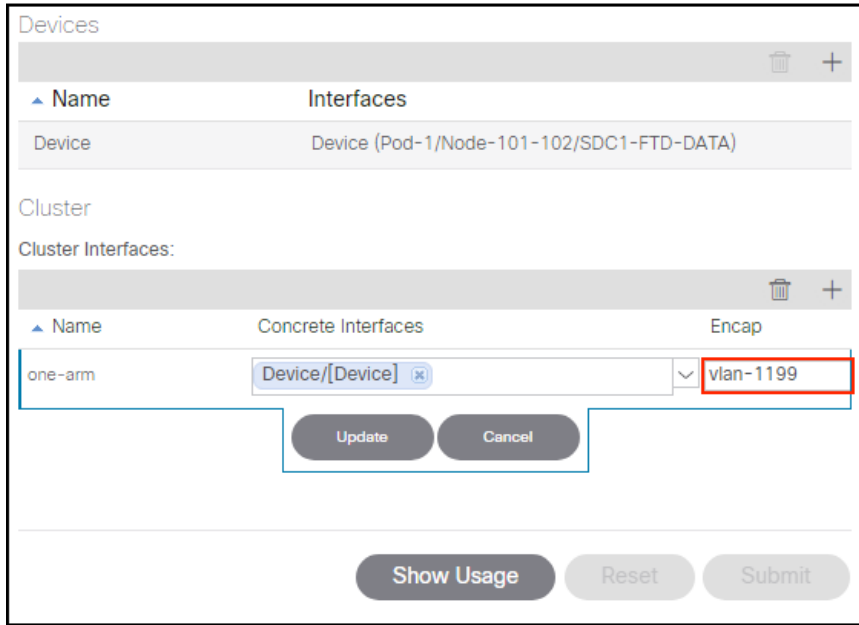 Devices
Name Interfaces
Device Device (Pod-1/Node-101-102/SDC1-FTD-DATA)
Cluster
Cluster Interfaces:
Name Concrete Interfaces Encap
one-arm Device/[Device] vlan-1199
Update Cancel
Show Usage Reset Submit